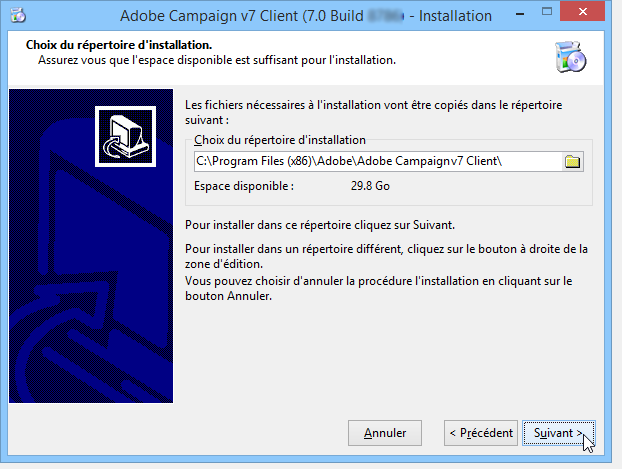 Adobe Campaign v7 Client (7.0 Build - Installation
Choix du répertoire d'installation.
Assurez vous que l'espace disponible est suffisant pour l'installation.
Les fichiers nécessaires à l'installation vont être copiés dans le répertoire
suivant :
Choix du répertoire d'installation
C:\Program Files (x86)\Adobe\Adobe Campaign v7 Client\
Espace disponible : 29.8 Go
Pour installer dans ce répertoire cliquez sur Suivant.
Pour installer dans un répertoire différent, cliquez sur le bouton à droite de la
zone d'édition.
Vous pouvez choisir d'annuler la procédure l'installation en cliquant sur le
bouton Annuler.
Annuler < Précédent Suivant >